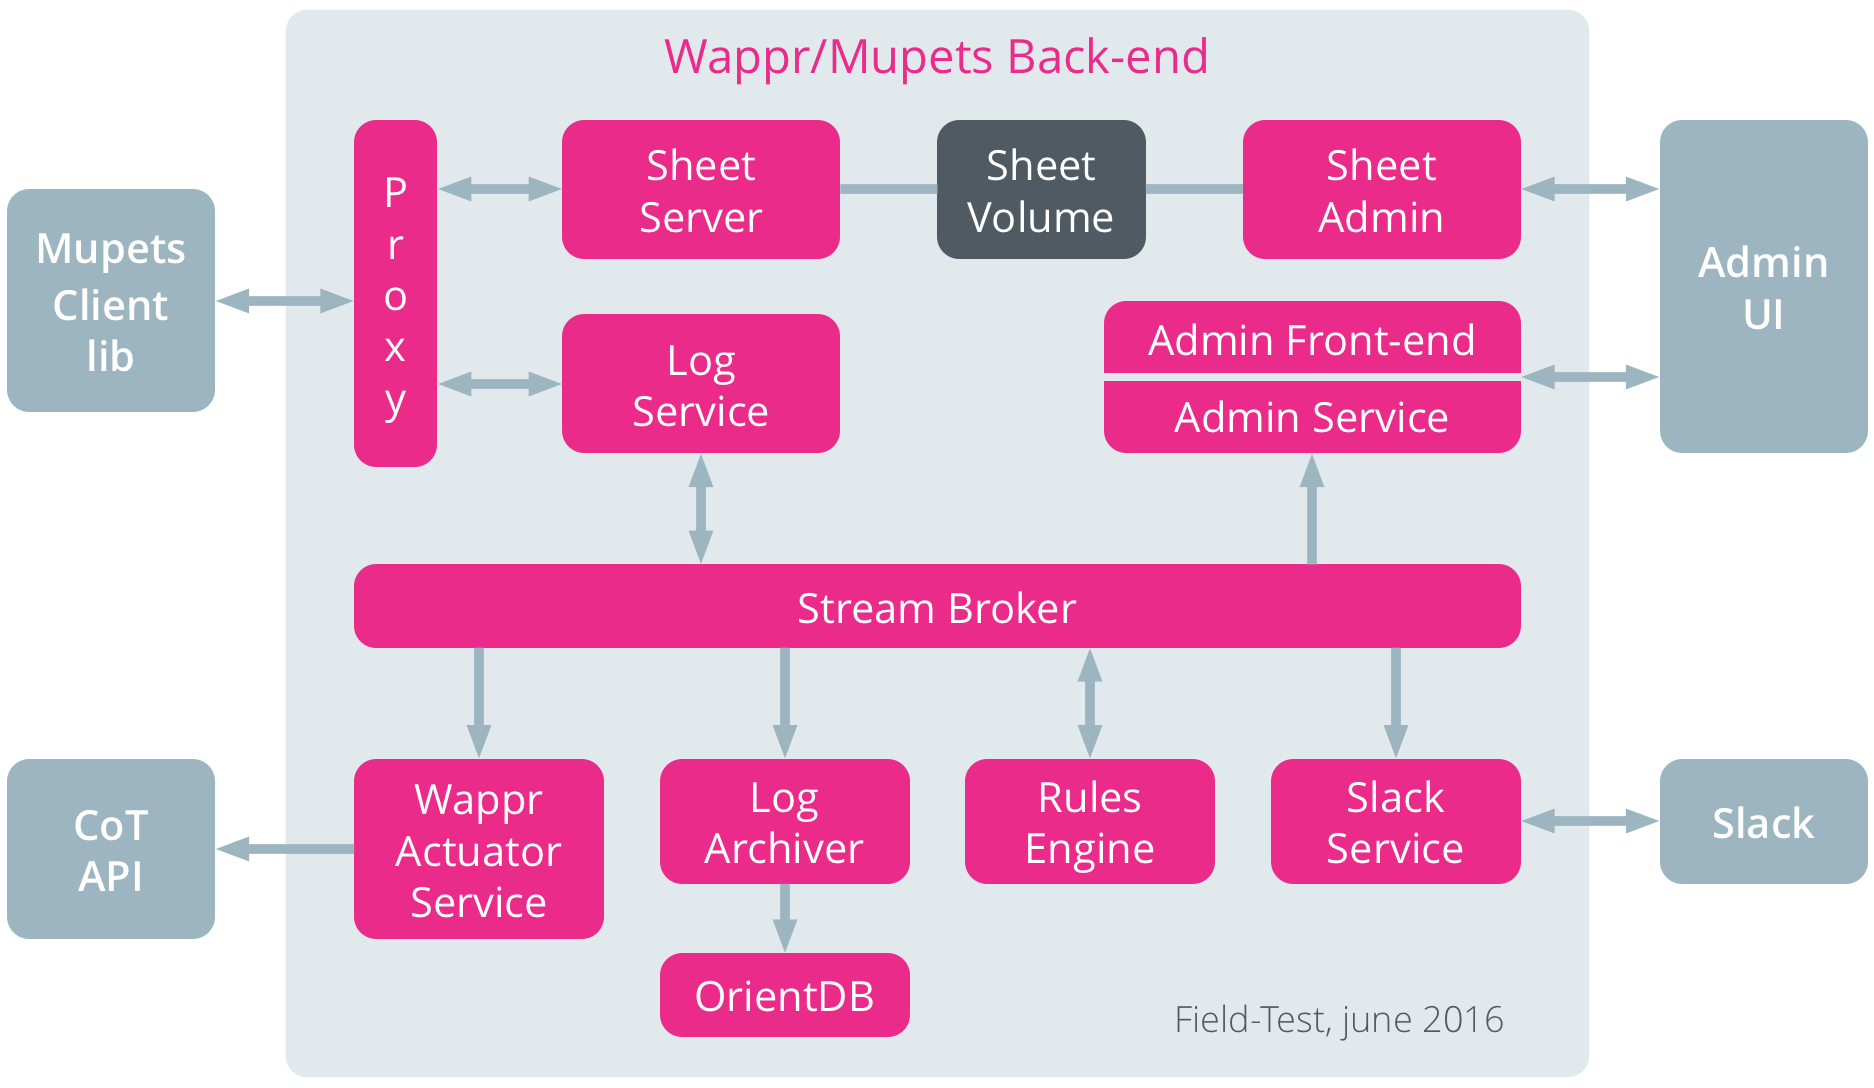 Wappr/Mupets Back-end
P
r
o
x
y
Sheet
Server
Sheet
Volume
Sheet
Admin
Mupets
Client
lib
Admin
UI
Log
Service
Admin Front-end
Admin Service
Stream Broker
CoT
API
Wappr
Actuator
Service
Log
Archiver
Rules
Engine
Slack
Service
Slack
OrientDB
Field-Test, june 2016